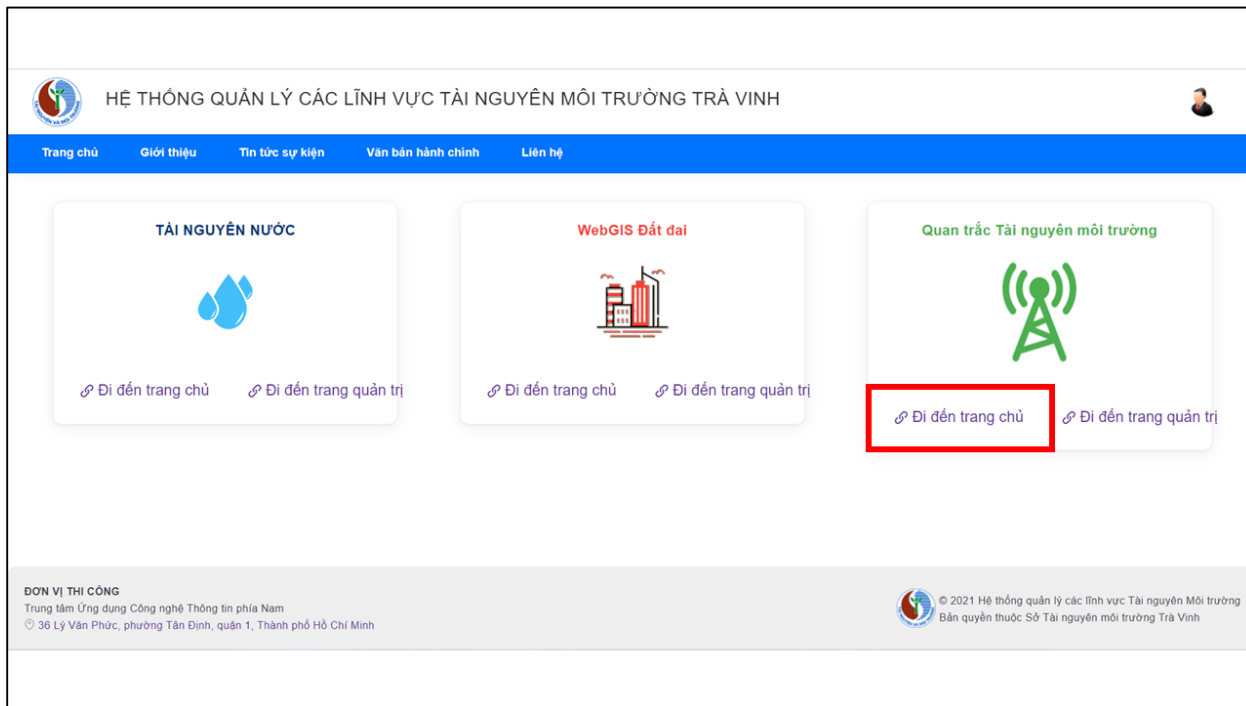 HỆ THỐNG QUẢN LÝ CÁC LĨNH VỰC TÀI NGUYÊN MÔI TRƯỜNG TRÀ VINH
Trang chủ Giới thiệu Tin tức sự kiện Văn bản hành chính Liên hệ
TÀI NGUYÊN NƯỚC
Đi đến trang chủ Đi đến trang quản trị
WebGIS Đất đai
Đi đến trang chủ Đi đến trang quản trị
Quan trắc Tài nguyên môi trường
Đi đến trang chủ Đi đến trang quản trị
ĐƠN VỊ THI CÔNG
Trung tâm Ứng dụng Công nghệ Thông tin phía Nam
36 Lý Văn Phức, phường Tân Định, quận 1, Thành phố Hồ Chí Minh
© 2021 Hệ thống quản lý các lĩnh vực Tài nguyên Môi trường
Bản quyền thuộc Sở Tài nguyên môi trường Trà Vinh